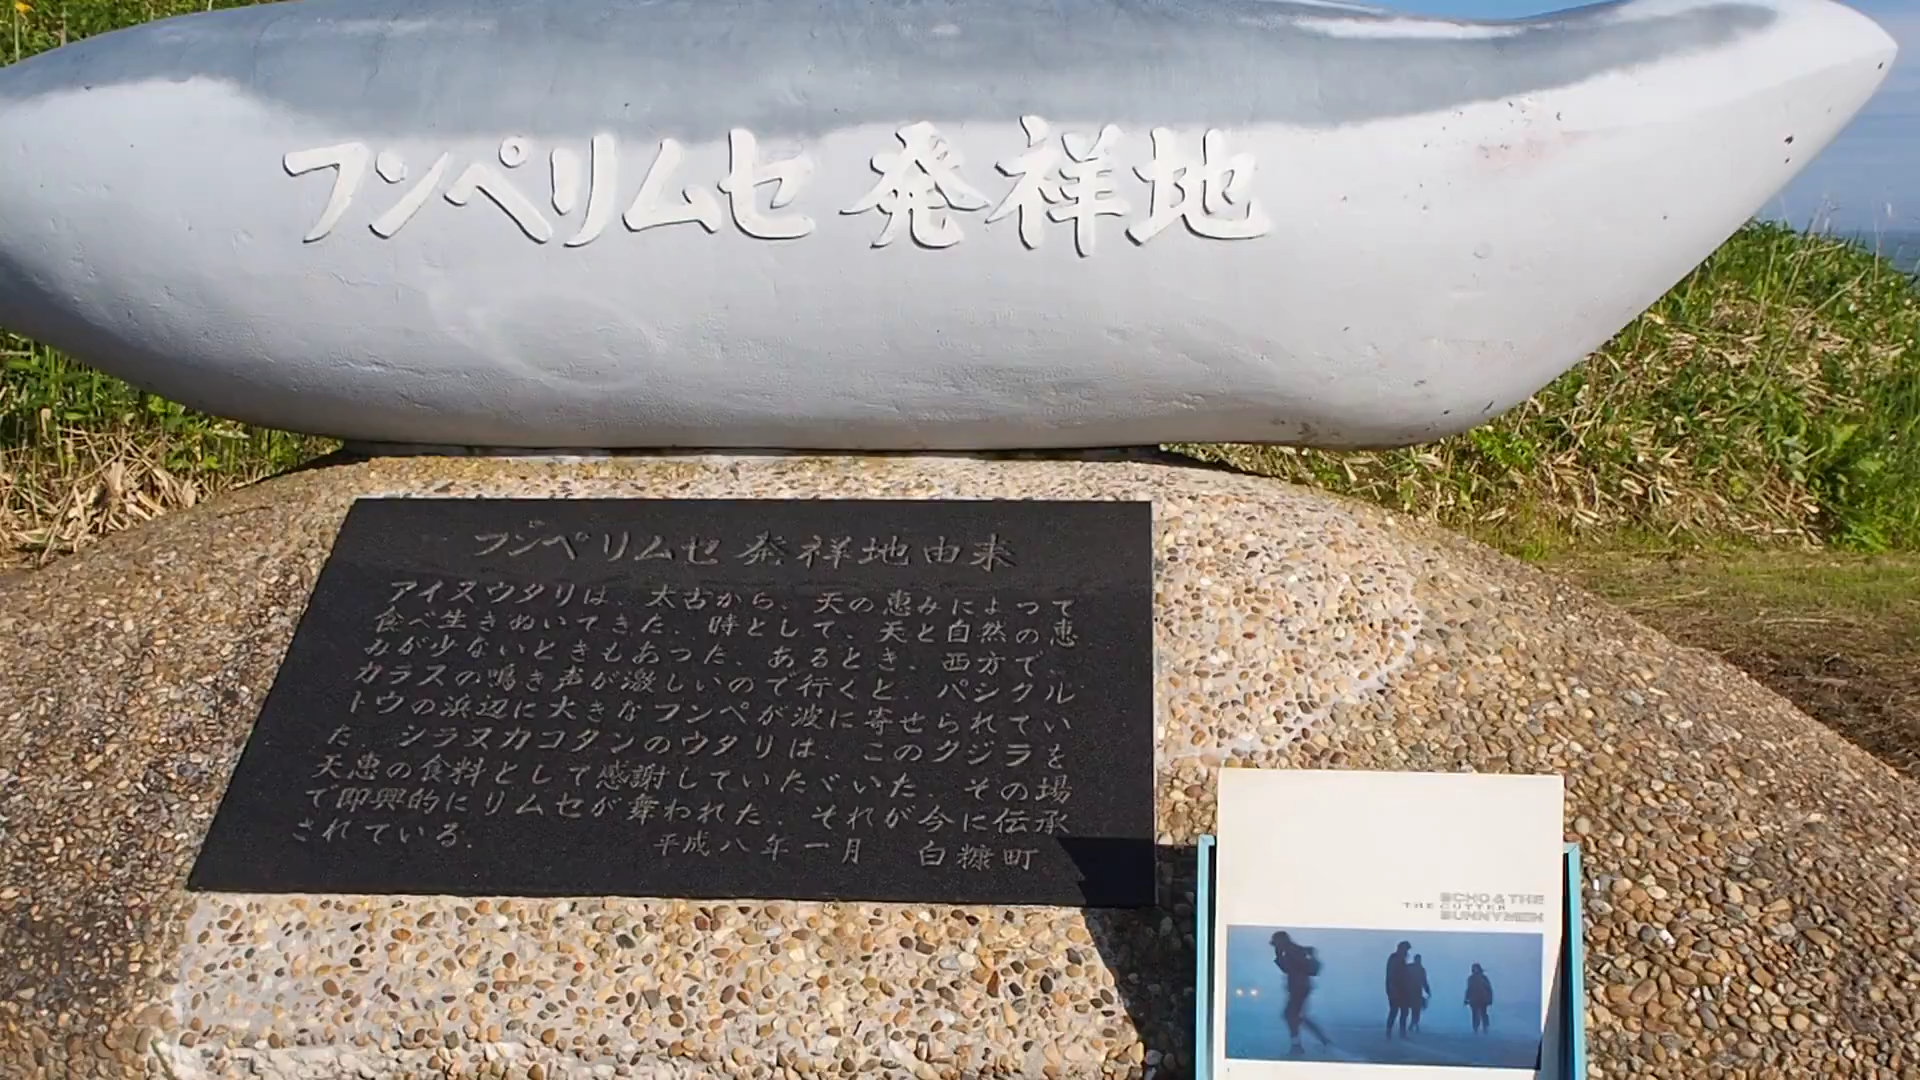 フンペリムセ 発祥地
フンペリムセ 発祥地由来
アイヌウタリは、太古から、天の恵みによって
食べ生きぬいてきた。時として、天と自然の恵
みが少ないときもあった。あるとき、西方で、
カラスの鳴き声が激しいので行くと、パシクル
トウの浜辺に大きなフンペが波に寄せられてい
た。シラヌカコタンのウタリは、このクジラを
天恵の食料として感謝していただいた。その場
で即興的にリムセが舞われた。それが今に伝承
されている。
平成八年一月 白糠町
ECHO & THE
THE CUTTER
BUNNYMEN